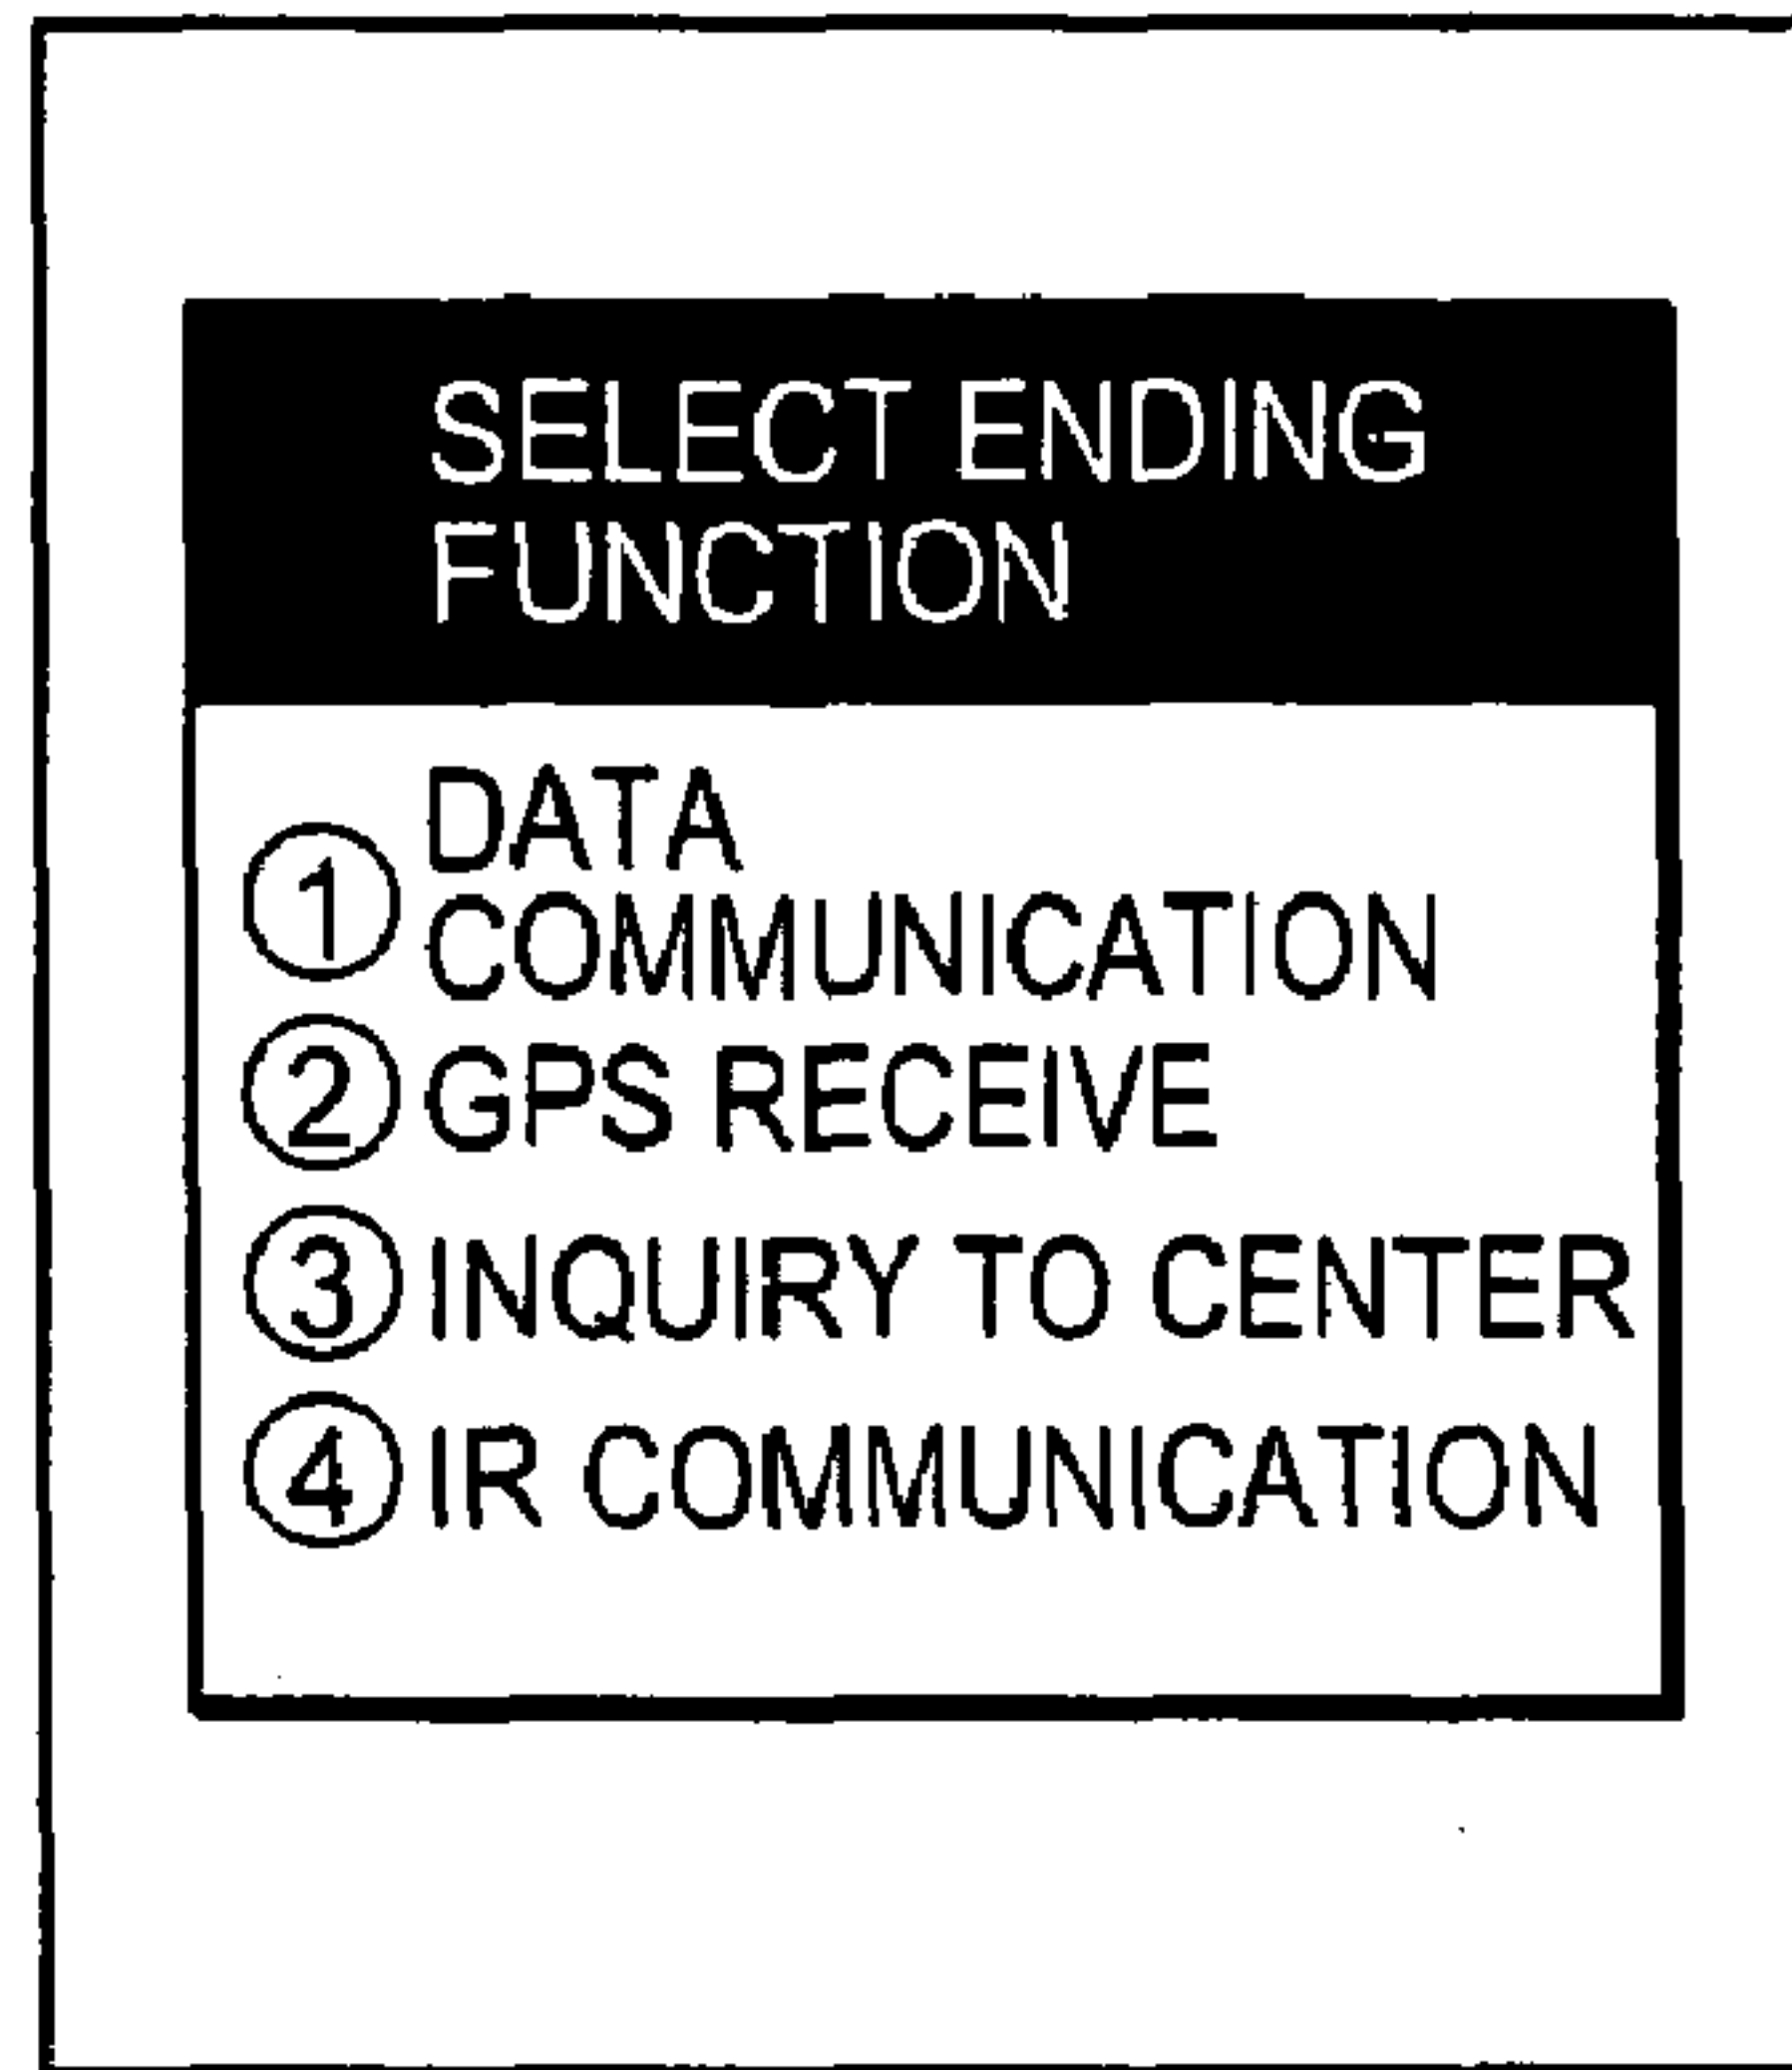 SELECT ENDING
FUNCTION
DATA
① COMMUNICATION
② GPS RECEIVE
③ INQUIRY TO CENTER
④ IR COMMUNICATION